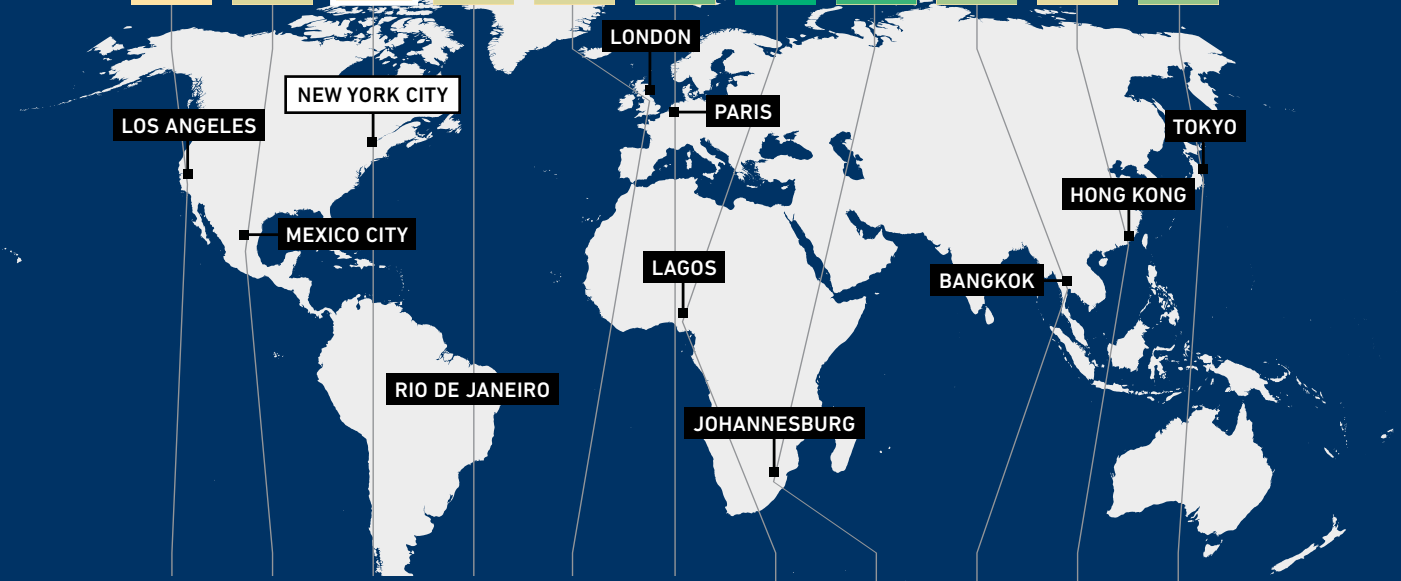 LONDON
NEW YORK CITY
PARIS
LOS ANGELES
TOKYO
HONG KONG
MEXICO CITY
LAGOS
BANGKOK
RIO DE JANEIRO
JOHANNESBURG